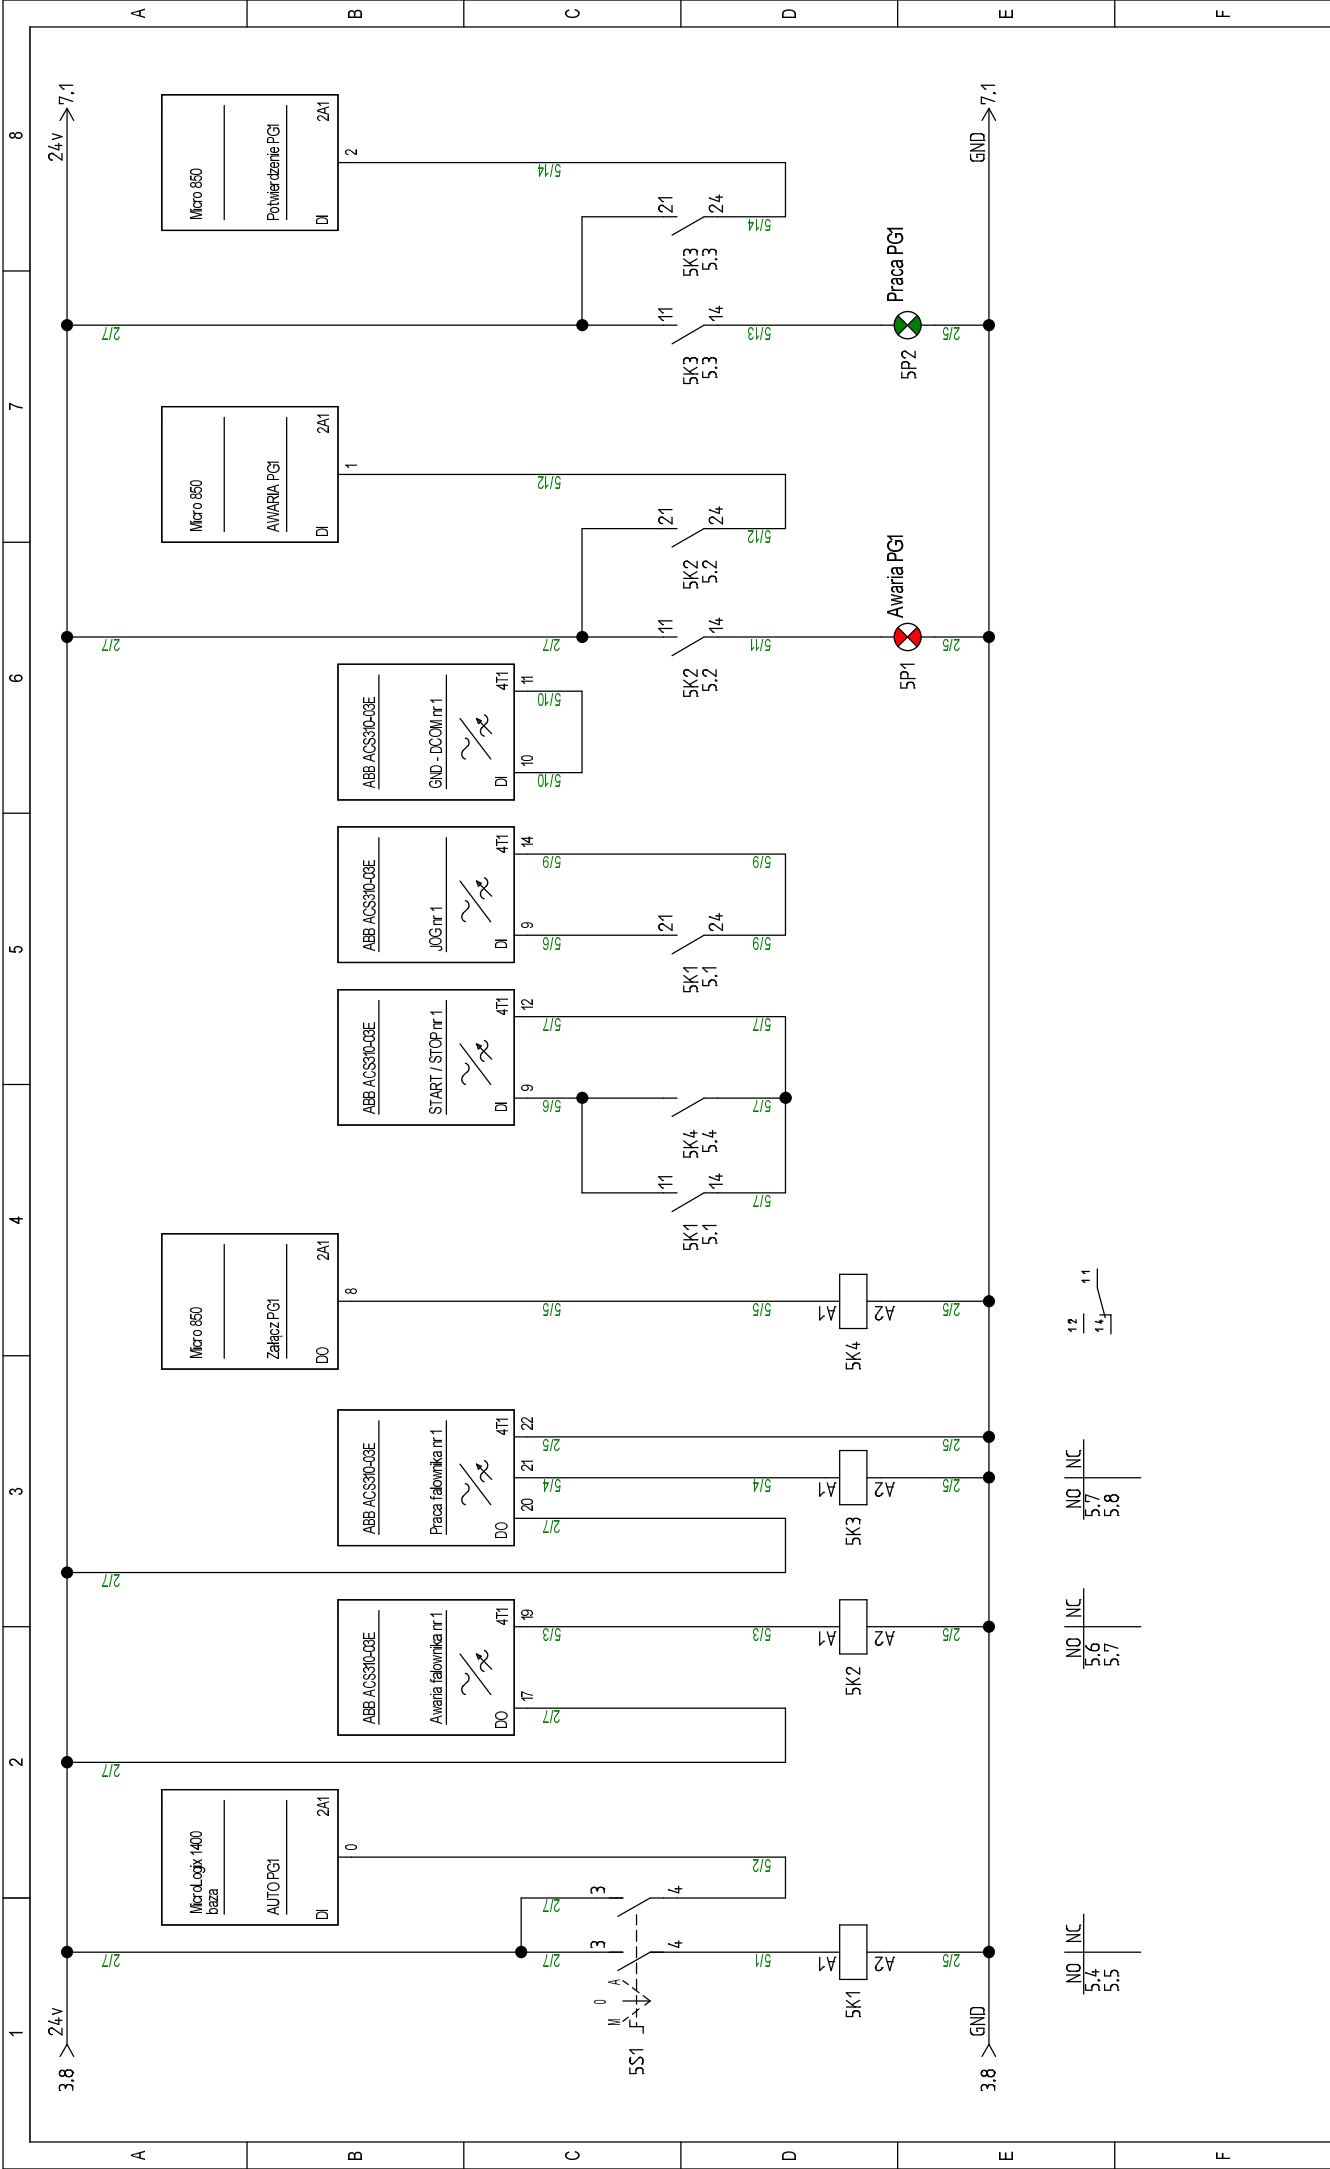 1
2
3
4
5
6
7
8
A
B
C
D
E
F
A
B
C
D
E
F
3.8
24v
24v
7.1
3.8
GND
GND
7.1
2/7
2/7
2/7
5S1
M 0 A
3
4
3
4
5/1
5/2
A1
A2
5K1
2/5
NO NC
5.4
5.5
MicroLogix 1400
baza
AUTO PG1
DI
2A1
0
2/7
ABB ACS310-03E
Awaria falownika nr 1
DO
4T1
17
19
2/7
5/3
5/3
A1
A2
5K2
2/5
NO NC
5.6
5.7
2/7
ABB ACS310-03E
Praca falownika nr 1
DO
4T1
20
21
22
2/7
5/4
2/5
5/4
A1
A2
5K3
2/5
2/5
NO NC
5.7
5.8
Micro 850
Załącz PG1
DO
2A1
8
5/5
5/5
A1
A2
5K4
2/5
12
14
11
ABB ACS310-03E
START / STOP nr 1
DI
4T1
9
12
5/6
5/7
11
14
5K1
5.1
5/7
5K4
5.4
5/7
5/7
ABB ACS310-03E
JOG nr 1
DI
4T1
9
14
5/6
5/9
21
24
5K1
5.1
5/9
5/9
ABB ACS310-03E
GND - DCOM nr 1
DI
4T1
10
11
5/10
5/10
2/7
2/7
11
14
5K2
5.2
5/11
5P1
Awaria PG1
2/5
21
24
5K2
5.2
5/12
5/12
Micro 850
AWARIA PG1
DI
2A1
1
2/7
11
14
5K3
5.3
5/13
5P2
Praca PG1
2/5
21
24
5K3
5.3
5/14
5/14
Micro 850
Potwierdzenie PG1
DI
2A1
2